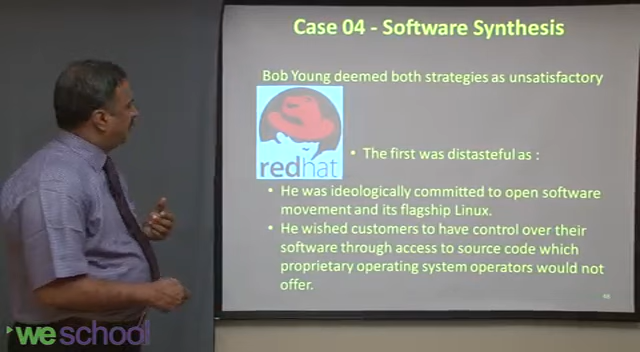 Case 04 - Software Synthesis
Bob Young deemed both strategies as unsatisfactory
redhat
• The first was distasteful as :
• He was ideologically committed to open software
movement and its flagship Linux.
• He wished customers to have control over their
software through access to source code which
proprietary operating system operators would not
offer.
we school